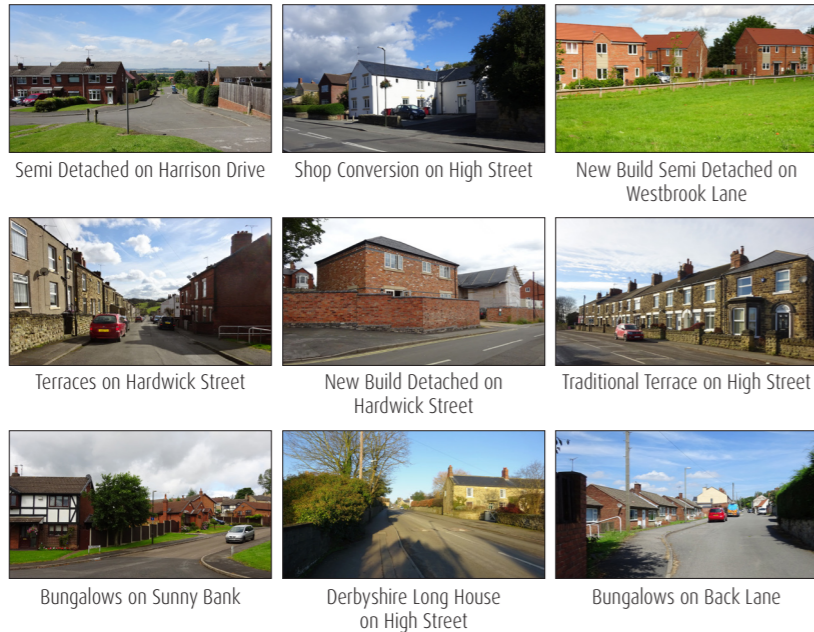 Semi Detached on Harrison Drive
Shop Conversion on High Street
New Build Semi Detached on
Westbrook Lane
Terraces on Hardwick Street
New Build Detached on
Hardwick Street
Traditional Terrace on High Street
Bungalows on Sunny Bank
Derbyshire Long House
on High Street
Bungalows on Back Lane